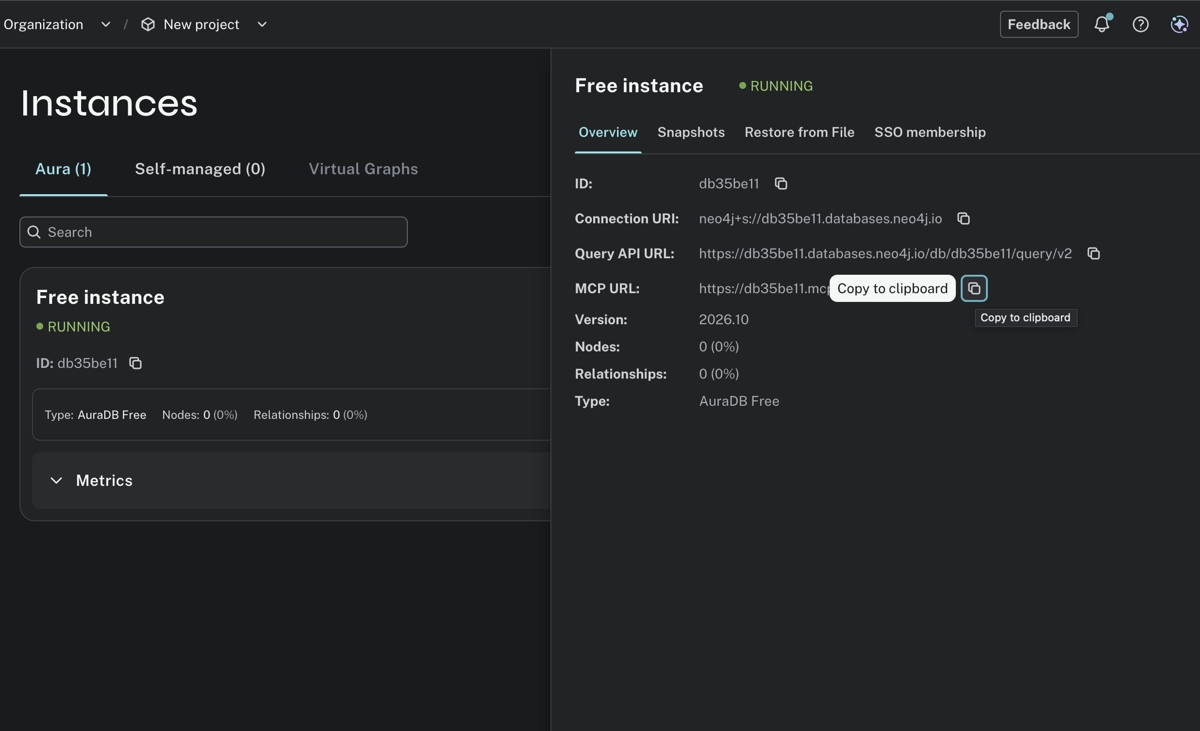 Organization / New project
Feedback
Instances
Aura (1) Self-managed (0) Virtual Graphs
Search
Free instance
RUNNING
ID: db35be11
Type: AuraDB Free Nodes: 0 (0%) Relationships: 0 (0%)
Metrics
Free instance RUNNING
Overview Snapshots Restore from File SSO membership
ID: db35be11
Connection URI: neo4j+s://db35be11.databases.neo4j.io
Query API URL: https://db35be11.databases.neo4j.io/db/db35be11/query/v2
MCP URL: https://db35be11.mcp Copy to clipboard
Copy to clipboard
Version: 2026.10
Nodes: 0 (0%)
Relationships: 0 (0%)
Type: AuraDB Free